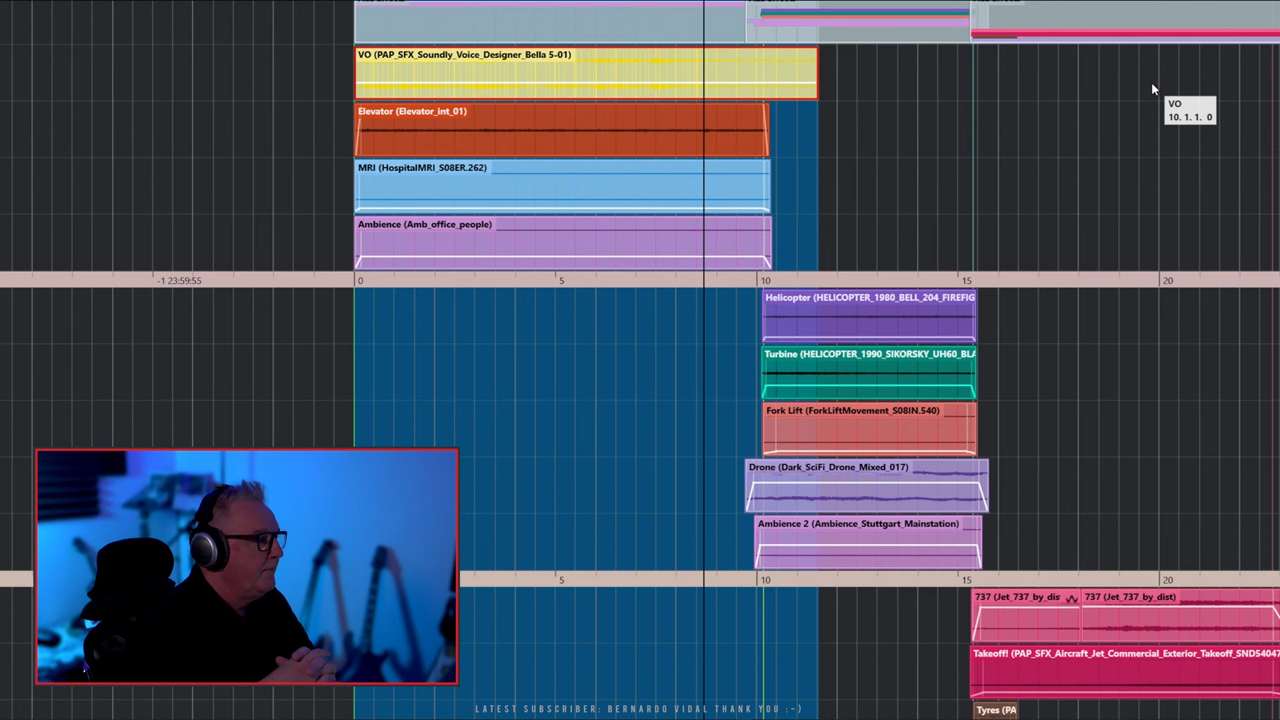 VO (PAP_SFX_Soundly_Voice_Designer_Bella 5-01)
VO
10. 1. 1. 0
Elevator (Elevator_int_01)
MRI (HospitalMRI_S08ER.262)
Ambience (Amb_office_people)
-1 23:59:55
0
5
10
15
20
Helicopter (HELICOPTER_1980_BELL_204_FIREFIG
Turbine (HELICOPTER_1990_SIKORSKY_UH60_BLA
Fork Lift (ForkLiftMovement_S08IN.540)
Drone (Dark_SciFi_Drone_Mixed_017)
Ambience 2 (Ambience_Stuttgart_Mainstation)
5
10
15
20
737 (Jet_737_by_dis
737 (Jet_737_by_dist)
Takeoff! (PAP_SFX_Aircraft_Jet_Commercial_Exterior_Takeoff_SND54047
Tyres (PA
LATEST SUBSCRIBER: BERNARDO VIDAL THANK YOU :-)